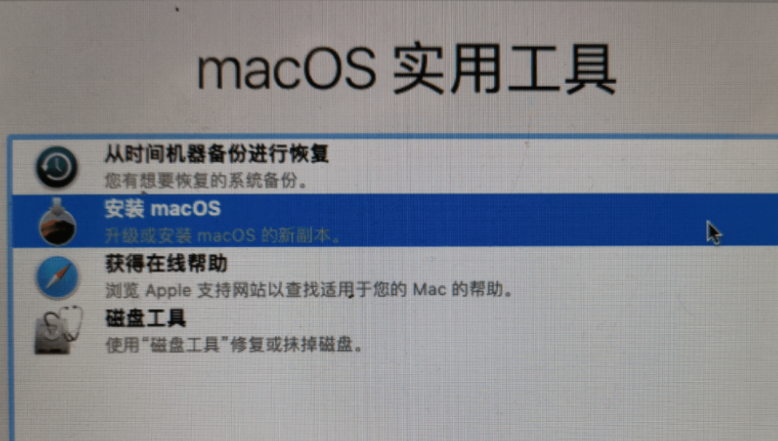 macOS 实用工具
从时间机器备份进行恢复
您有想要恢复的系统备份。
安装 macOS
升级或安装 macOS 的新副本。
获得在线帮助
浏览 Apple 支持网站以查找适用于您的 Mac 的帮助。
磁盘工具
使用“磁盘工具”修复或抹掉磁盘。